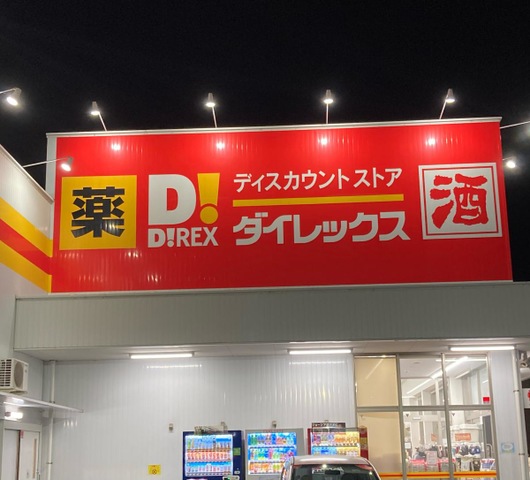 薬
D!
D!REX
ディスカウント ストア
ダイレックス
酒